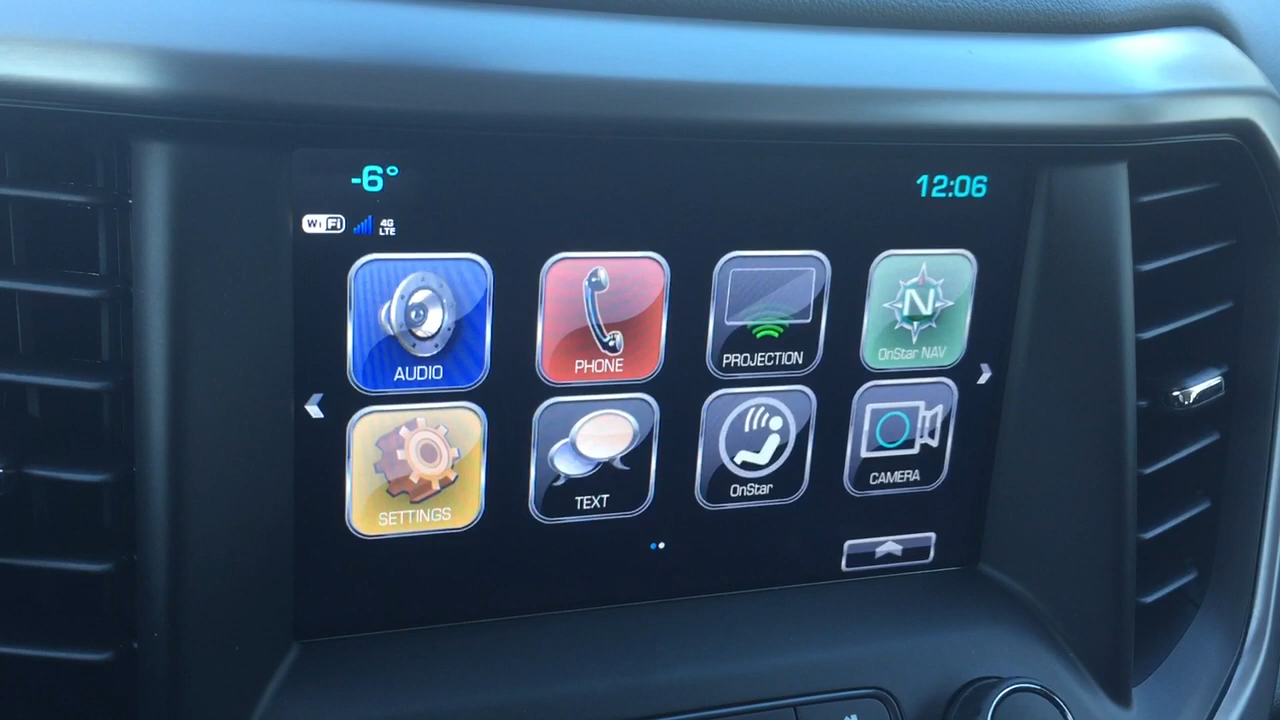 -6°
12:06
WiFi
4G
LTE
AUDIO
PHONE
PROJECTION
N
OnStar NAV
SETTINGS
TEXT
OnStar
CAMERA